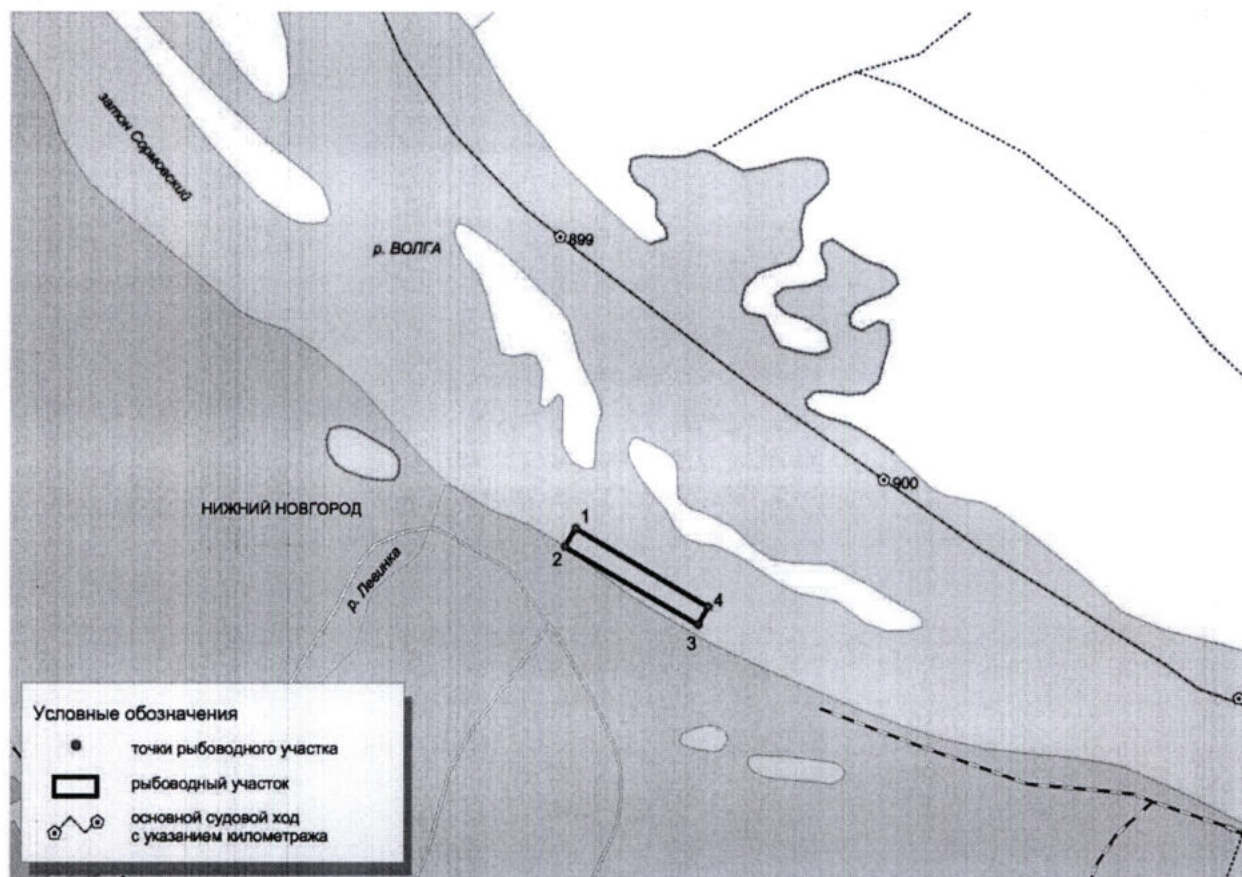 затон Сормовский
р. ВОЛГА
899
900
НИЖНИЙ НОВГОРОД
р. Левинка
1
2
4
3
Условные обозначения
точки рыбоводного участка
рыбоводный участок
основной судовой ход
с указанием километража